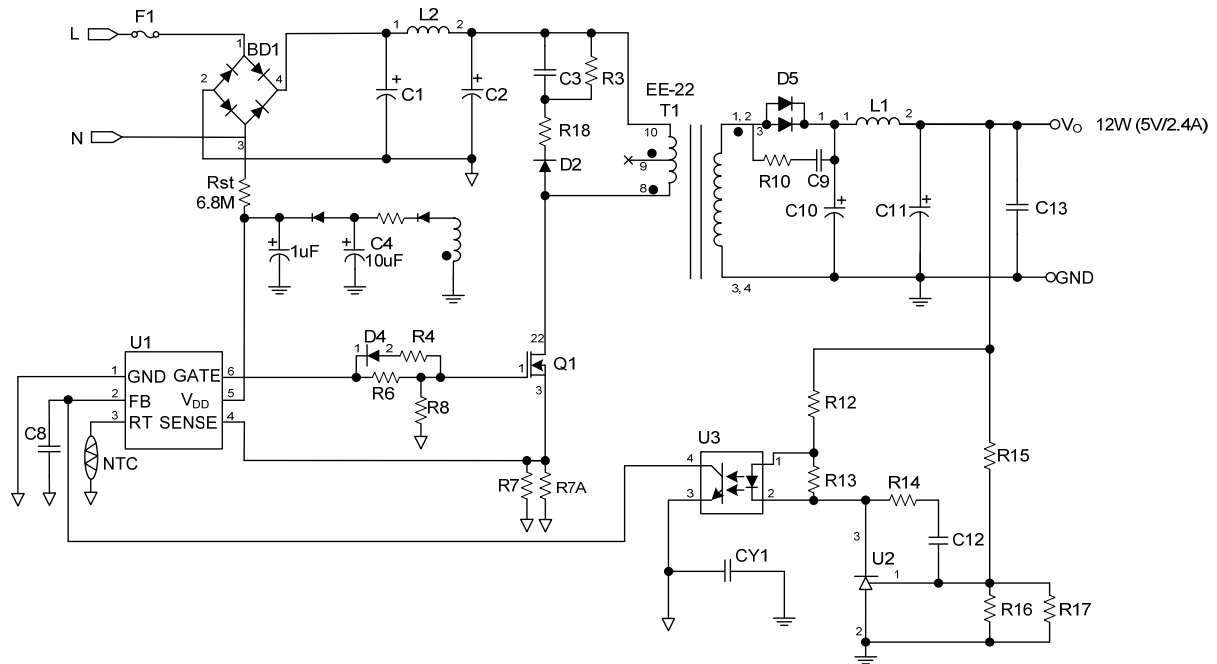 F1
L
1
BD1
2
4
N
3
Rst
6.8M
1
L2
2
C1
C2
C3
R3
R18
D2
EE-22
T1
10
9
8
1, 2
3
D5
1
1
L1
2
R10
C9
C10
C11
C13
3, 4
VO 12W (5V/2.4A)
GND
1uF
C4
10uF
U1
1
GND
GATE
6
2
FB
VDD
5
3
RT
SENSE
4
C8
NTC
D4
1
2
R4
R6
R8
22
1
Q1
3
R7
R7A
U3
4
1
3
2
R12
R13
R14
R15
C12
CY1
3
U2
1
2
R16
R17